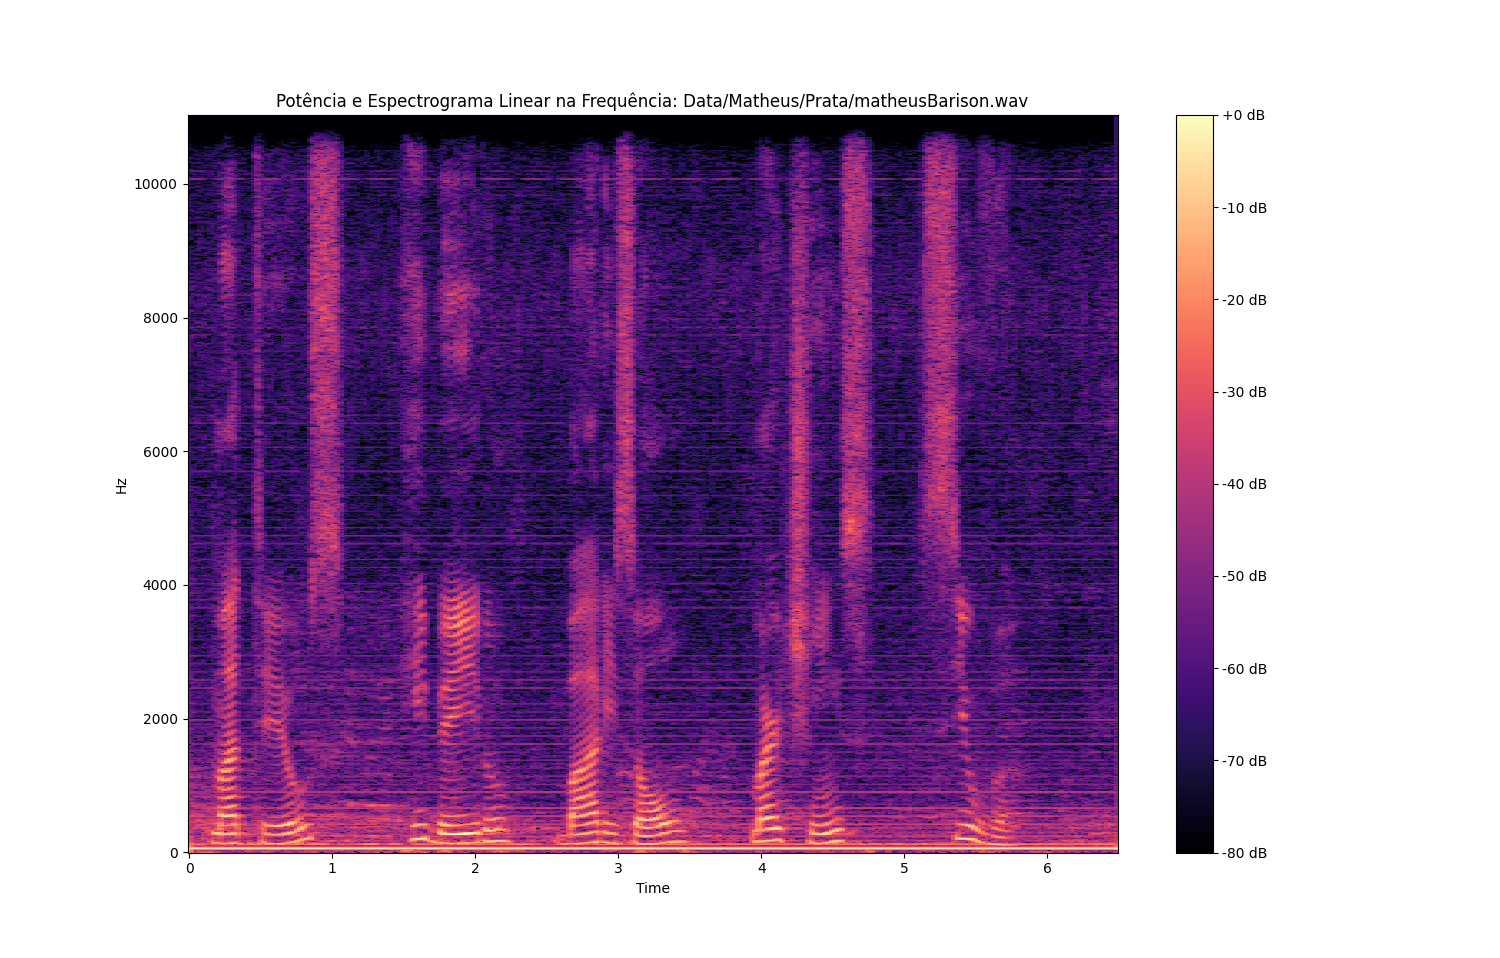 Potência e Espectrograma Linear na Frequência: Data/Matheus/Prata/matheusBarison.wav
+0 dB
10000
-10 dB
8000
-20 dB
-30 dB
6000
Hz
-40 dB
4000
-50 dB
-60 dB
2000
-70 dB
0
-80 dB
0 1 2 3 4 5 6
Time